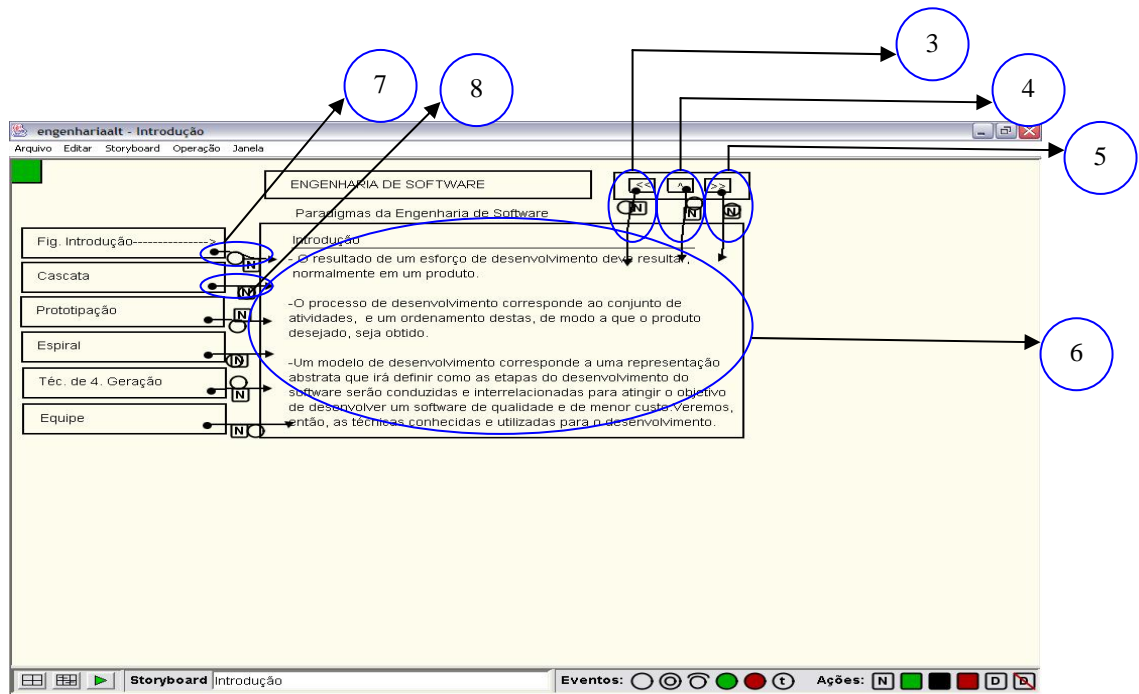 3
7
8
4
engenhariaalt - Introdução
Arquivo Editar Storyboard Operação Janela
5
ENGENHARIA DE SOFTWARE
<< ^ >>
N N N
Paradigmas da Engenharia de Software
Fig. Introdução--------------->
N
Cascata
N
Prototipação
N
Espiral
N
Téc. de 4. Geração
N
Equipe
N
Introdução
- O resultado de um esforço de desenvolvimento deve resultar,
normalmente em um produto.
-O processo de desenvolvimento corresponde ao conjunto de
atividades, e um ordenamento destas, de modo a que o produto
desejado, seja obtido.
-Um modelo de desenvolvimento corresponde a uma representação
abstrata que irá definir como as etapas do desenvolvimento do
software serão conduzidas e interrelacionadas para atingir o objetivo
de desenvolver um software de qualidade e de menor custo.Veremos,
então, as técnicas conhecidas e utilizadas para o desenvolvimento.
6
Storyboard Introdução Eventos: t Ações: N D D